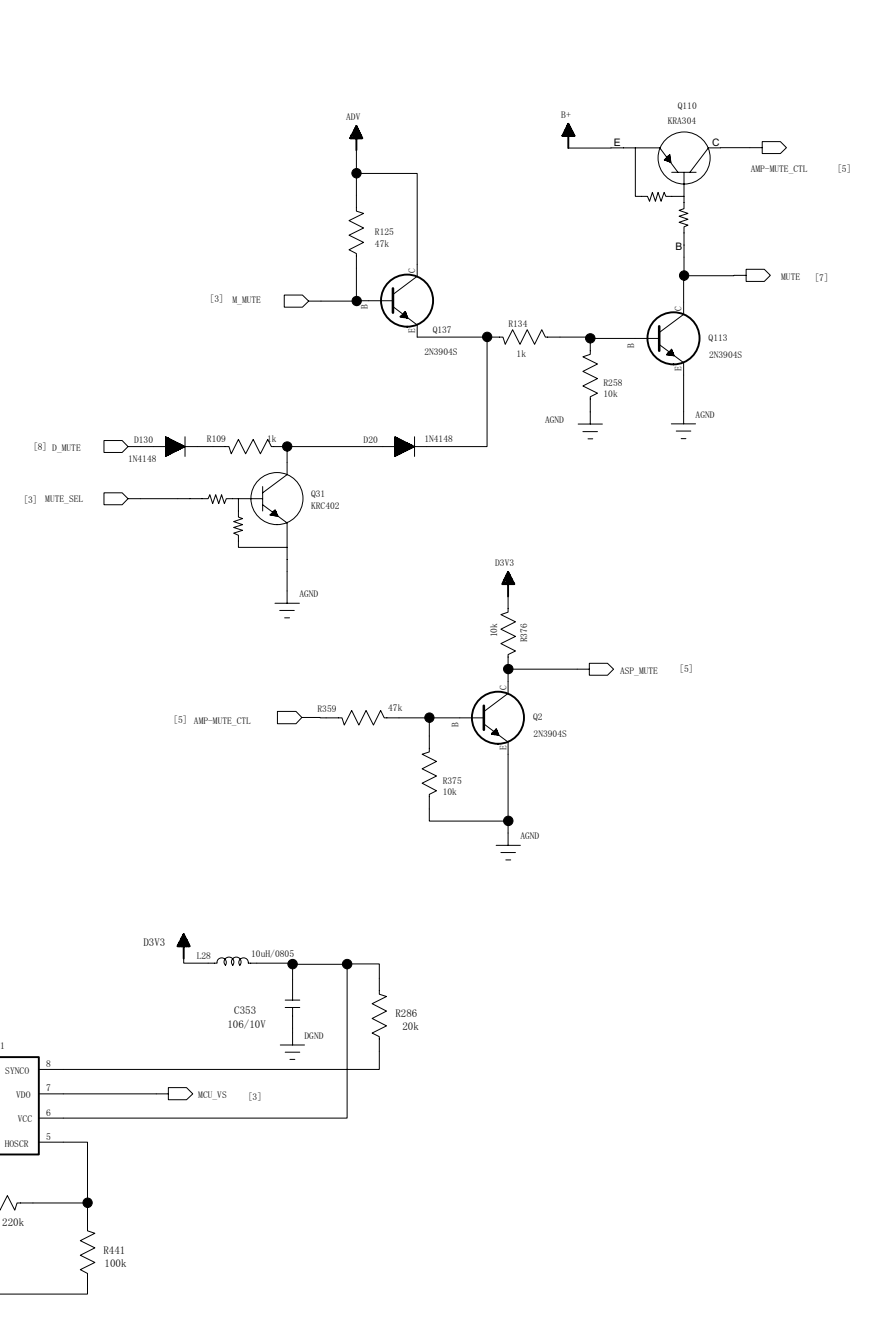 Q110
KRA304
ADV
B+
E
C
AMP-MUTE_CTL [5]
R125
47k
B
C
MUTE [7]
[3] M_MUTE
B
E
Q137
2N3904S
R134
1k
C
B
E
Q113
2N3904S
R258
10k
AGND
AGND
[8] D_MUTE
D130
1N4148
R109
1k
D20
1N4148
[3] MUTE_SEL
Q31
KRC402
AGND
D3V3
10k
R376
ASP_MUTE [5]
C
[5] AMP-MUTE_CTL
R359
47k
B
E
Q2
2N3904S
R375
10k
AGND
D3V3
L28
10uH/0805
C353
106/10V
DGND
R286
20k
1
SYNCO
8
VDO
7
MCU_VS [3]
VCC
6
HOSCR
5
220k
R441
100k